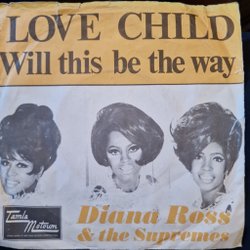 LOVE CHILD
Will this be the way
Tamla
Motown
Diana Ross
& the Supremes